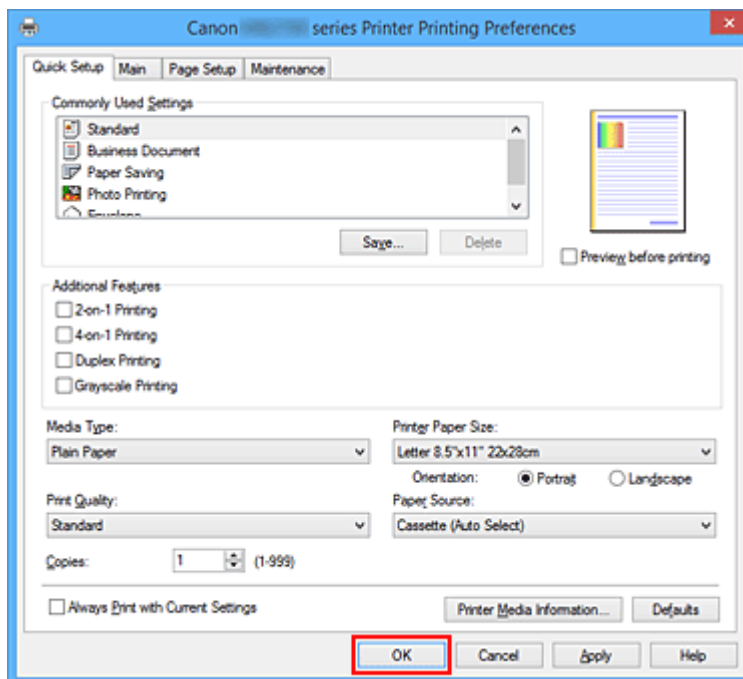 Canon series Printer Printing Preferences
Quick Setup Main Page Setup Maintenance
Commonly Used Settings
Standard
Business Document
Paper Saving
Photo Printing
Envelope
Save... Delete
Preview before printing
Additional Features
2-on-1 Printing
4-on-1 Printing
Duplex Printing
Grayscale Printing
Media Type: Printer Paper Size:
Plain Paper Letter 8.5"x11" 22x28cm
Orientation: Portrait Landscape
Print Quality: Paper Source:
Standard Cassette (Auto Select)
Copies: 1 (1-999)
Always Print with Current Settings Printer Media Information... Defaults
OK Cancel Apply Help